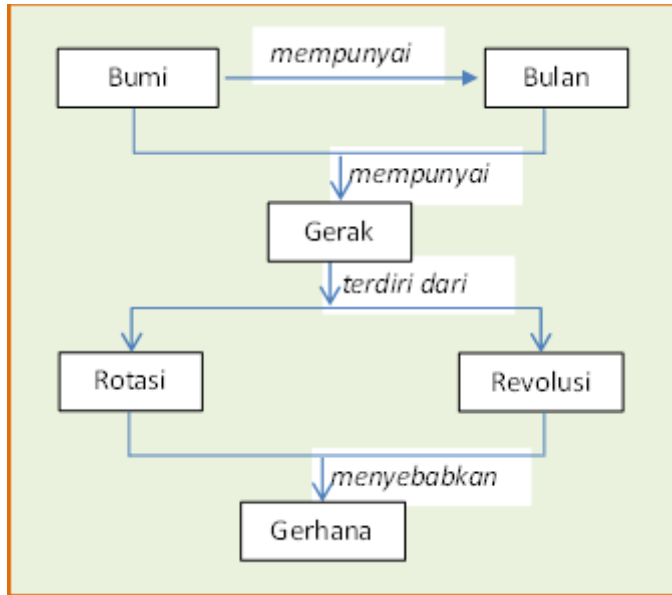 mempunyai
Bumi
Bulan
mempunyai
Gerak
terdiri dari
Rotasi
Revolusi
menyebabkan
Gerhana